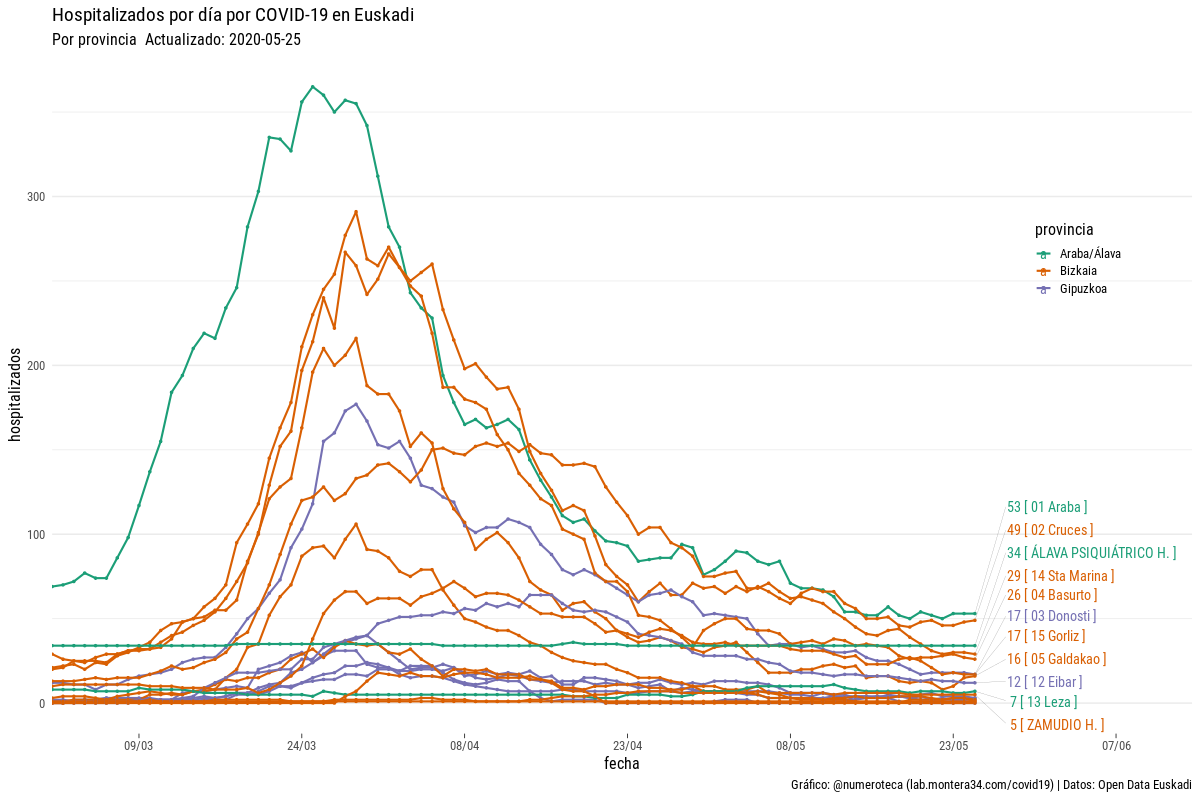 Hospitalizados por día por COVID-19 en Euskadi
Por provincia  Actualizado: 2020-05-25
hospitalizados
300
200
100
0
provincia
a Araba/Álava
a Bizkaia
a Gipuzkoa
53 [ 01 Araba ]
49 [ 02 Cruces ]
34 [ ÁLAVA PSIQUIÁTRICO H. ]
29 [ 14 Sta Marina ]
26 [ 04 Basurto ]
17 [ 03 Donosti ]
17 [ 15 Gorliz ]
16 [ 05 Galdakao ]
12 [ 12 Eibar ]
7 [ 13 Leza ]
5 [ ZAMUDIO H. ]
09/03 24/03 08/04 23/04 08/05 23/05 07/06
fecha
Gráfico: @numeroteca (lab.montera34.com/covid19) | Datos: Open Data Euskadi